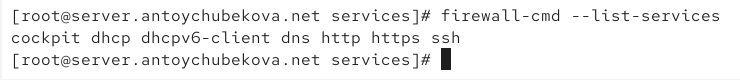 [root@server.antoychubekova.net services]# firewall-cmd --list-services
cockpit dhcp dhcpv6-client dns http https ssh
[root@server.antoychubekova.net services]#